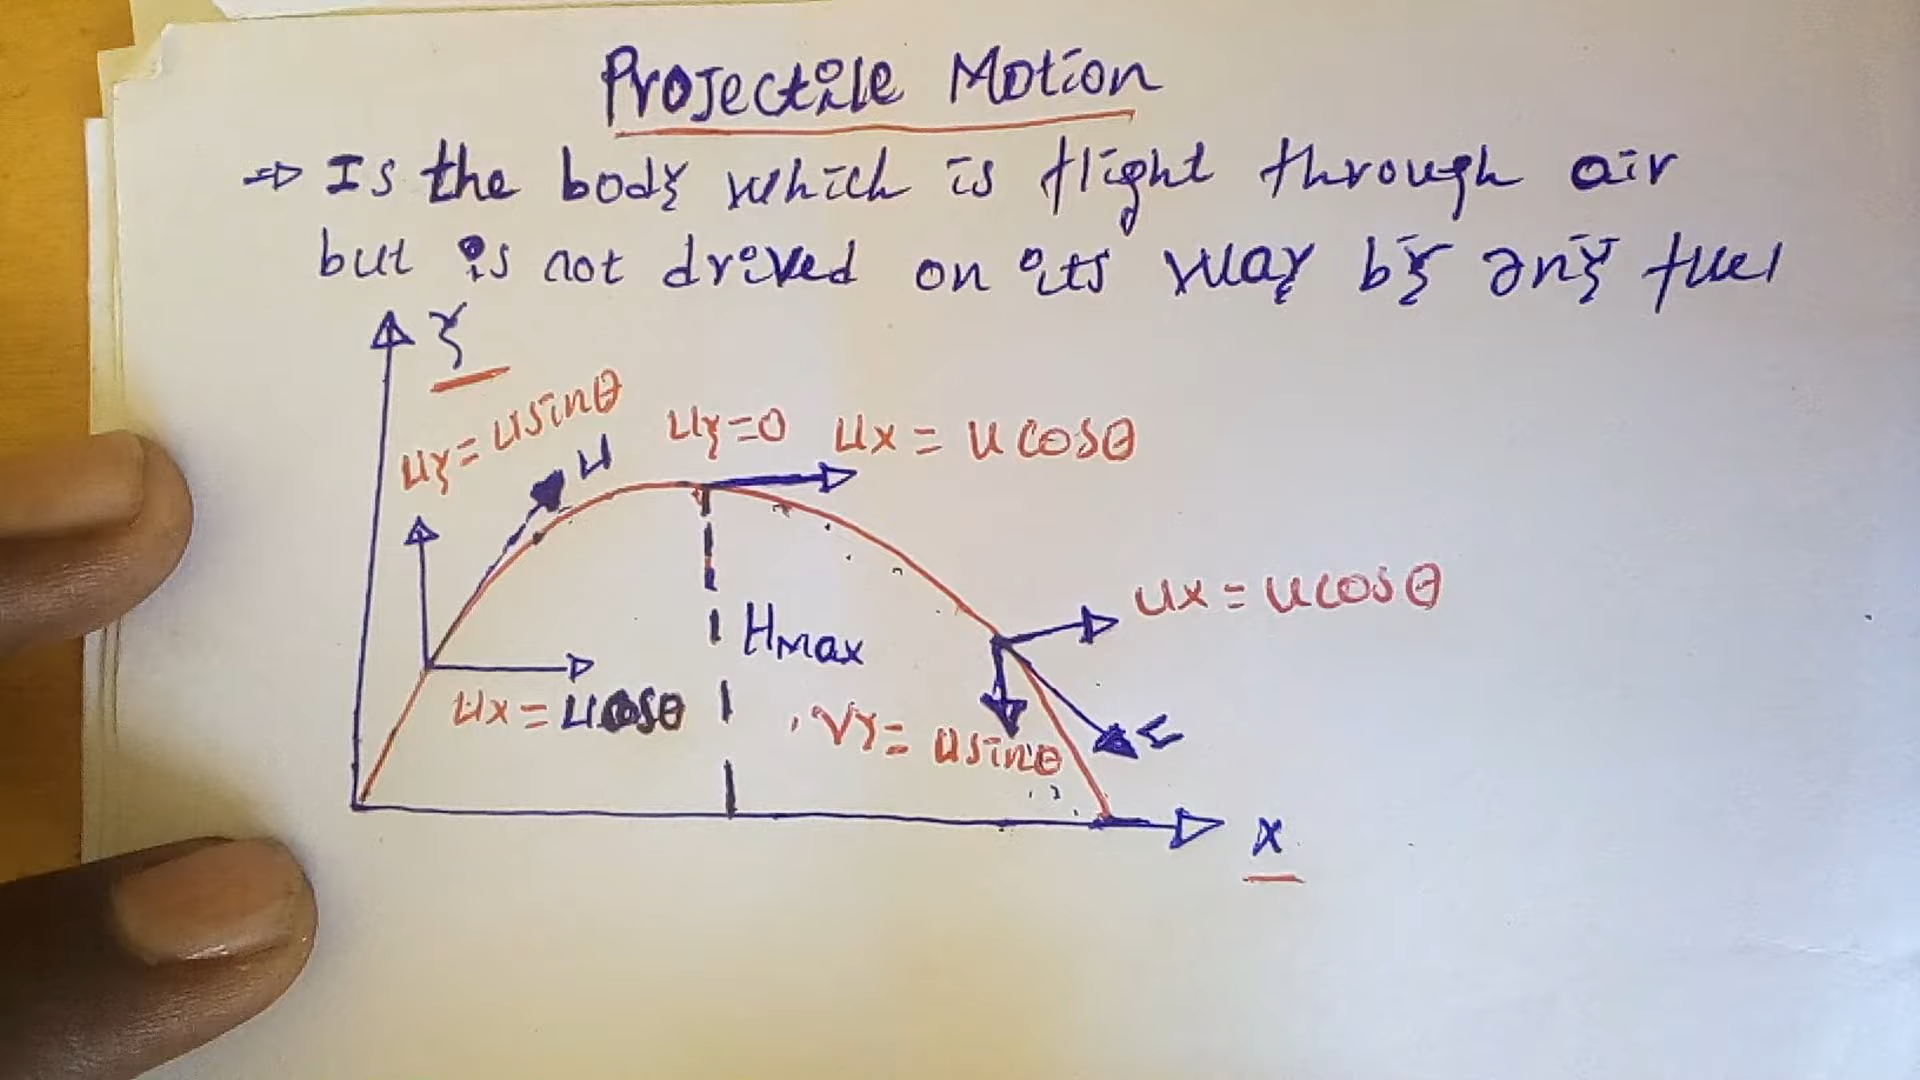 Projectile Motion
⇒ Is the body which is flight through air
but is not drived on its way by any fuel
y
uy = usinθ
u
uy = 0
ux = u cosθ
ux = ucosθ
Hmax
ux = ucosθ
Vy = usinθ
x